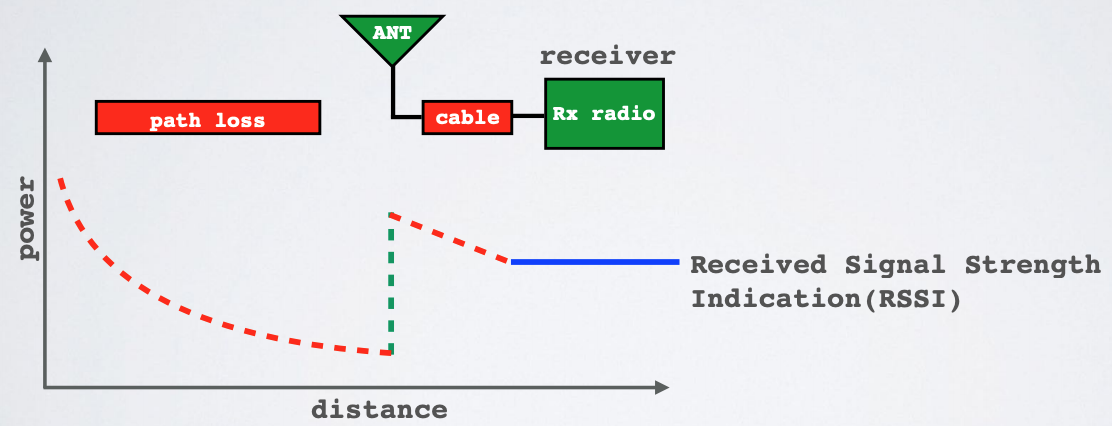 ANT
receiver
path loss
cable
Rx radio
power
Received Signal Strength
Indication(RSSI)
distance